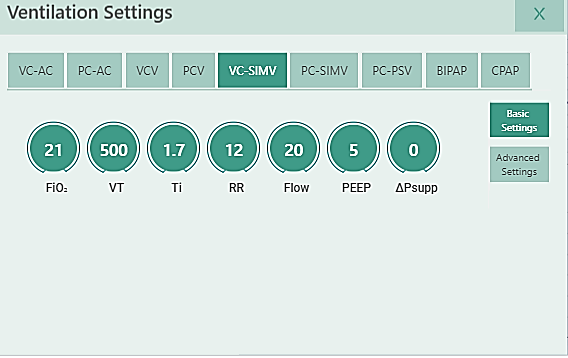 Ventilation Settings X
VC-AC PC-AC VCV PCV VC-SIMV PC-SIMV PC-PSV BIPAP CPAP
Basic
Settings
21 500 1.7 12 20 5 0
Advanced
Settings
FiO₂ VT Ti RR Flow PEEP ΔPsupp